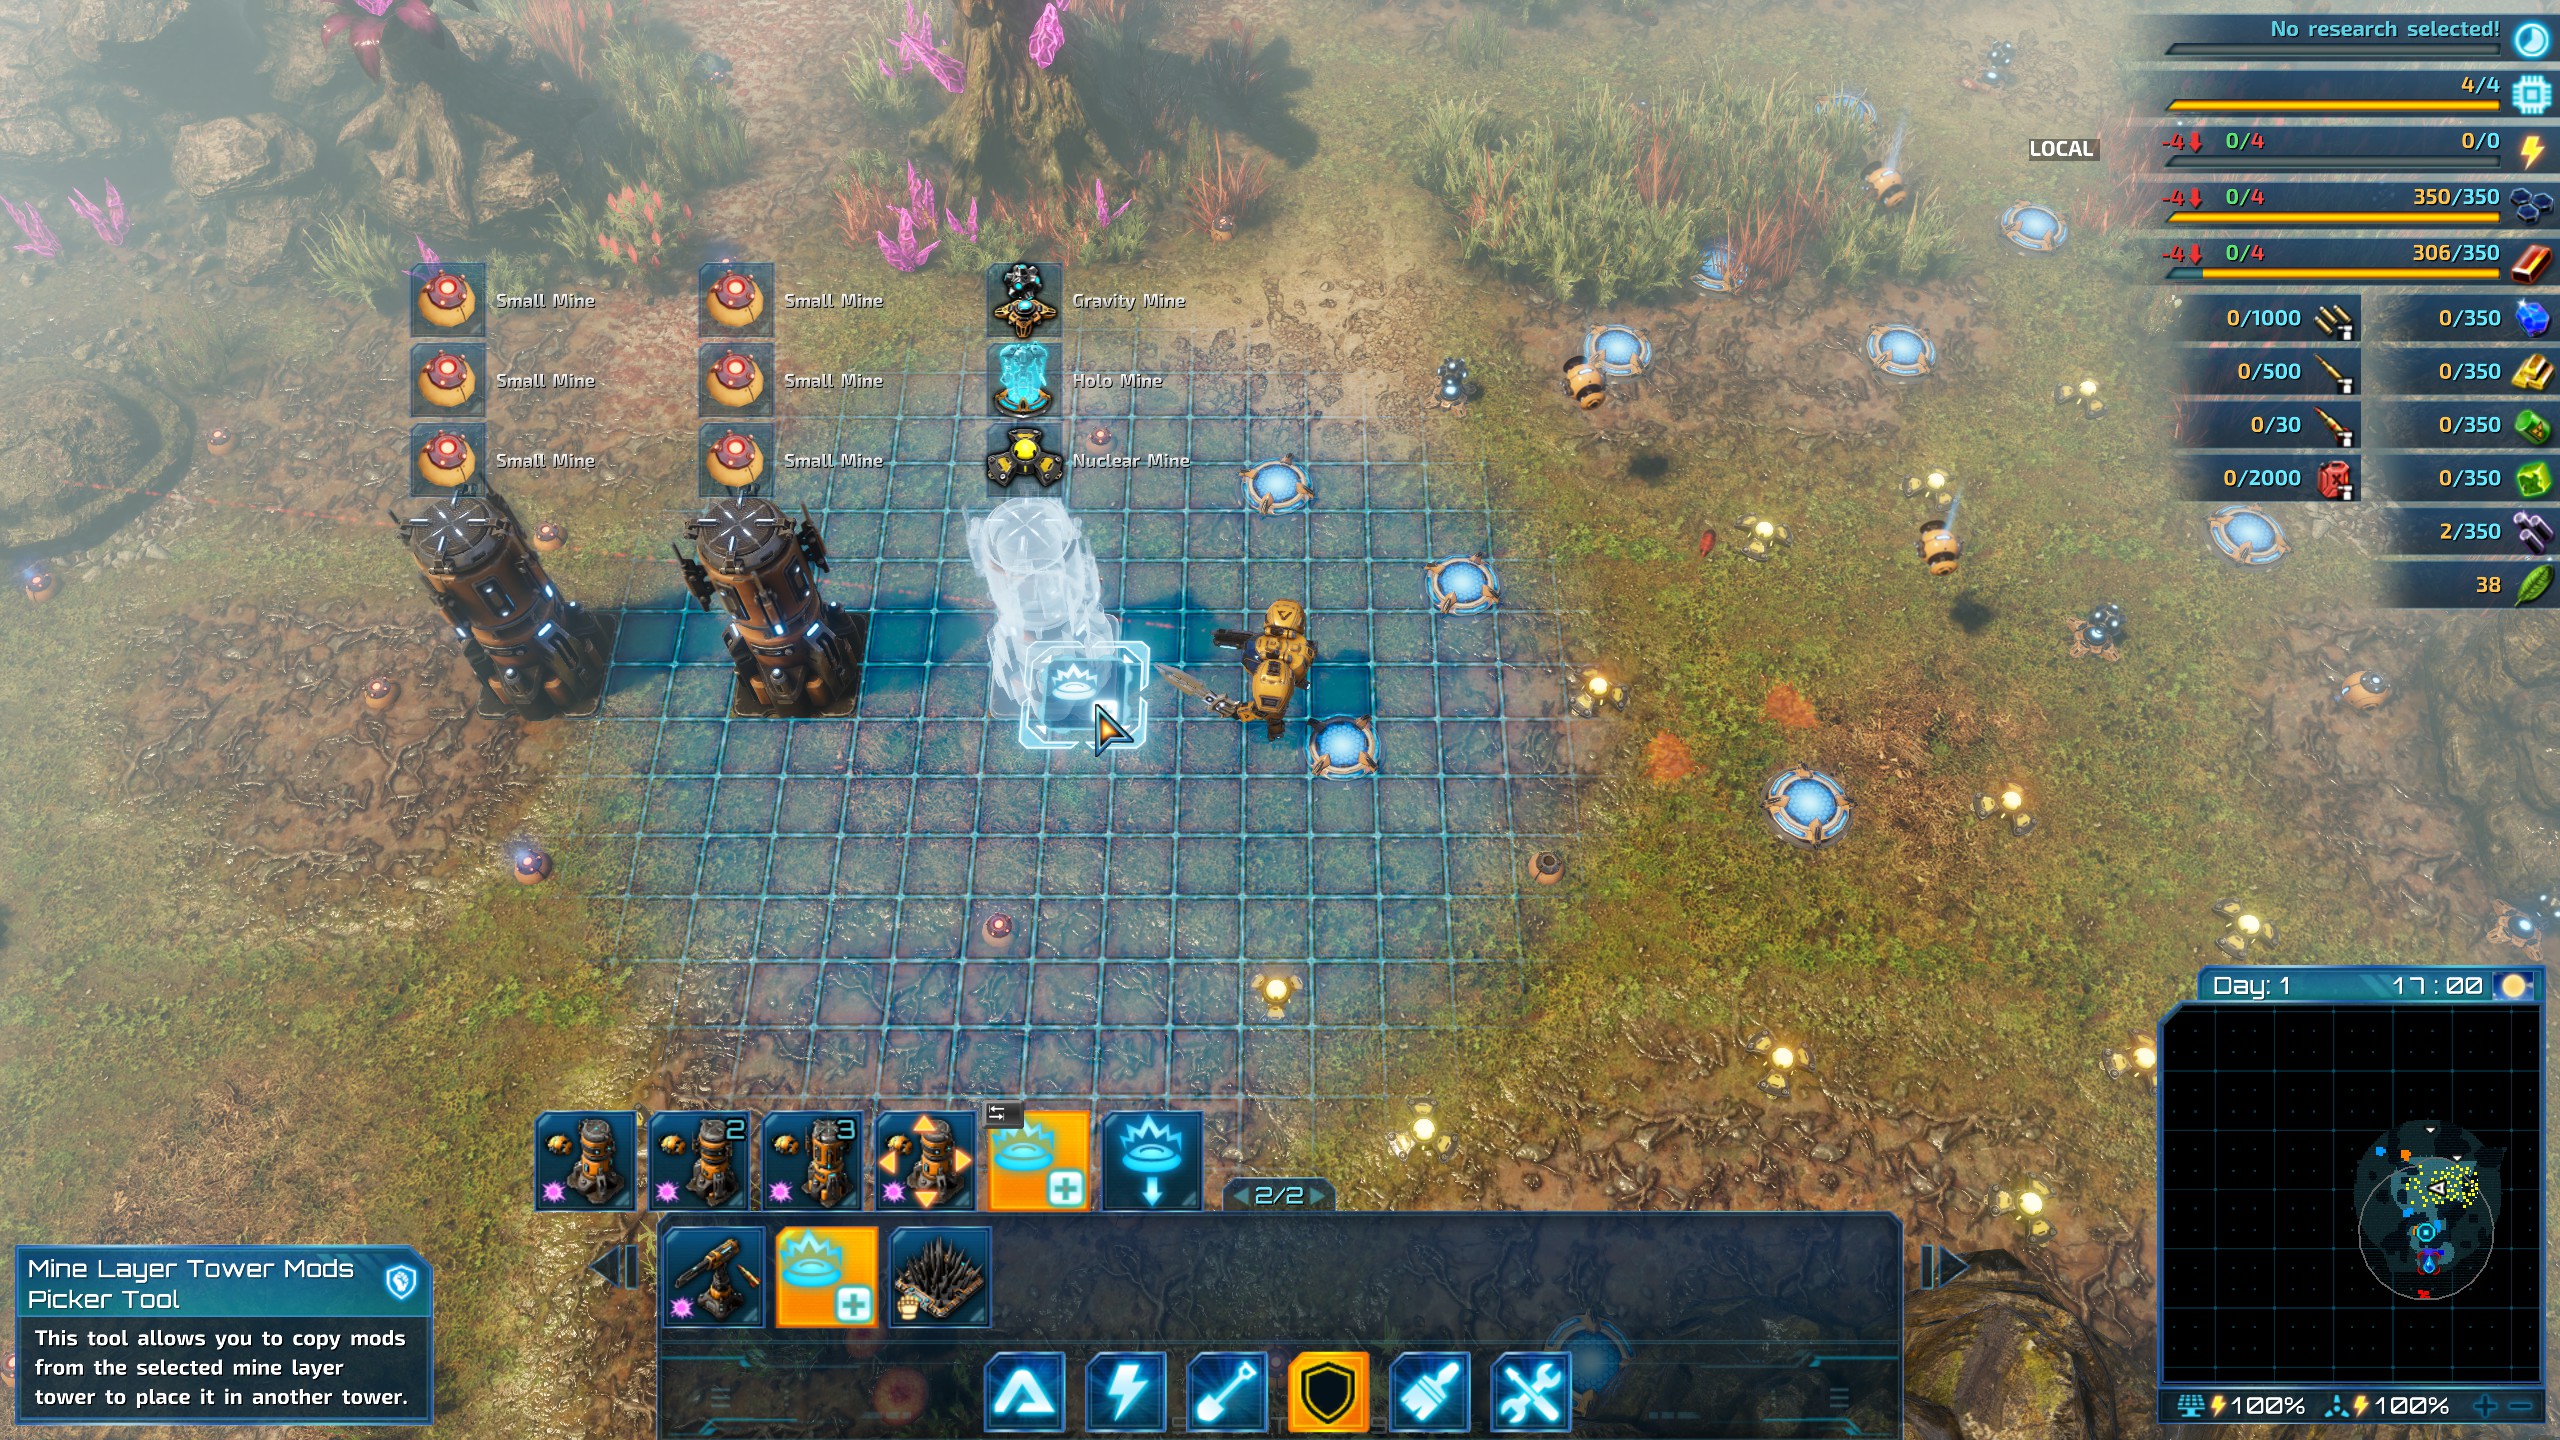 No research selected!
4/4
-4 0/4 0/0
LOCAL
-4 0/4 350/350
-4 0/4 306/350
Small Mine Small Mine Gravity Mine
0/1000 0/350
0/500 0/350
Small Mine Small Mine Holo Mine
0/30 0/350
Small Mine Small Mine Nuclear Mine
0/2000 0/350
2/350
38
Day: 1 17:00
2 3
2/2
Mine Layer Tower Mods
Picker Tool
This tool allows you to copy mods
from the selected mine layer
tower to place it in another tower.
100% 100%